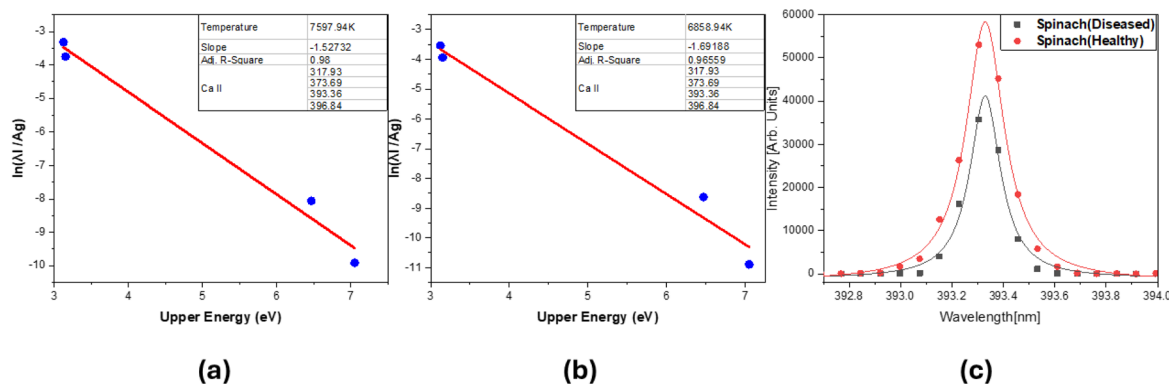 -3
-4
-5
-6
-7
-8
-9
-10
ln(λI /Ag)
3
4
5
6
7
Upper Energy (eV)
Temperature 7597.94K
Slope -1.52732
Adj. R-Square 0.98
Ca II
317.93
373.69
393.36
396.84
(a)
-3
-4
-5
-6
-7
-8
-9
-10
-11
ln(λI /Ag)
3
4
5
6
7
Upper Energy (eV)
Temperature 6858.94K
Slope -1.69188
Adj. R-Square 0.96559
Ca II
317.93
373.69
393.36
396.84
(b)
60000
50000
40000
30000
20000
10000
0
Intensity [Arb. Units]
392.8
393.0
393.2
393.4
393.6
393.8
394.0
Wavelength[nm]
Spinach(Diseased)
Spinach(Healthy)
(c)